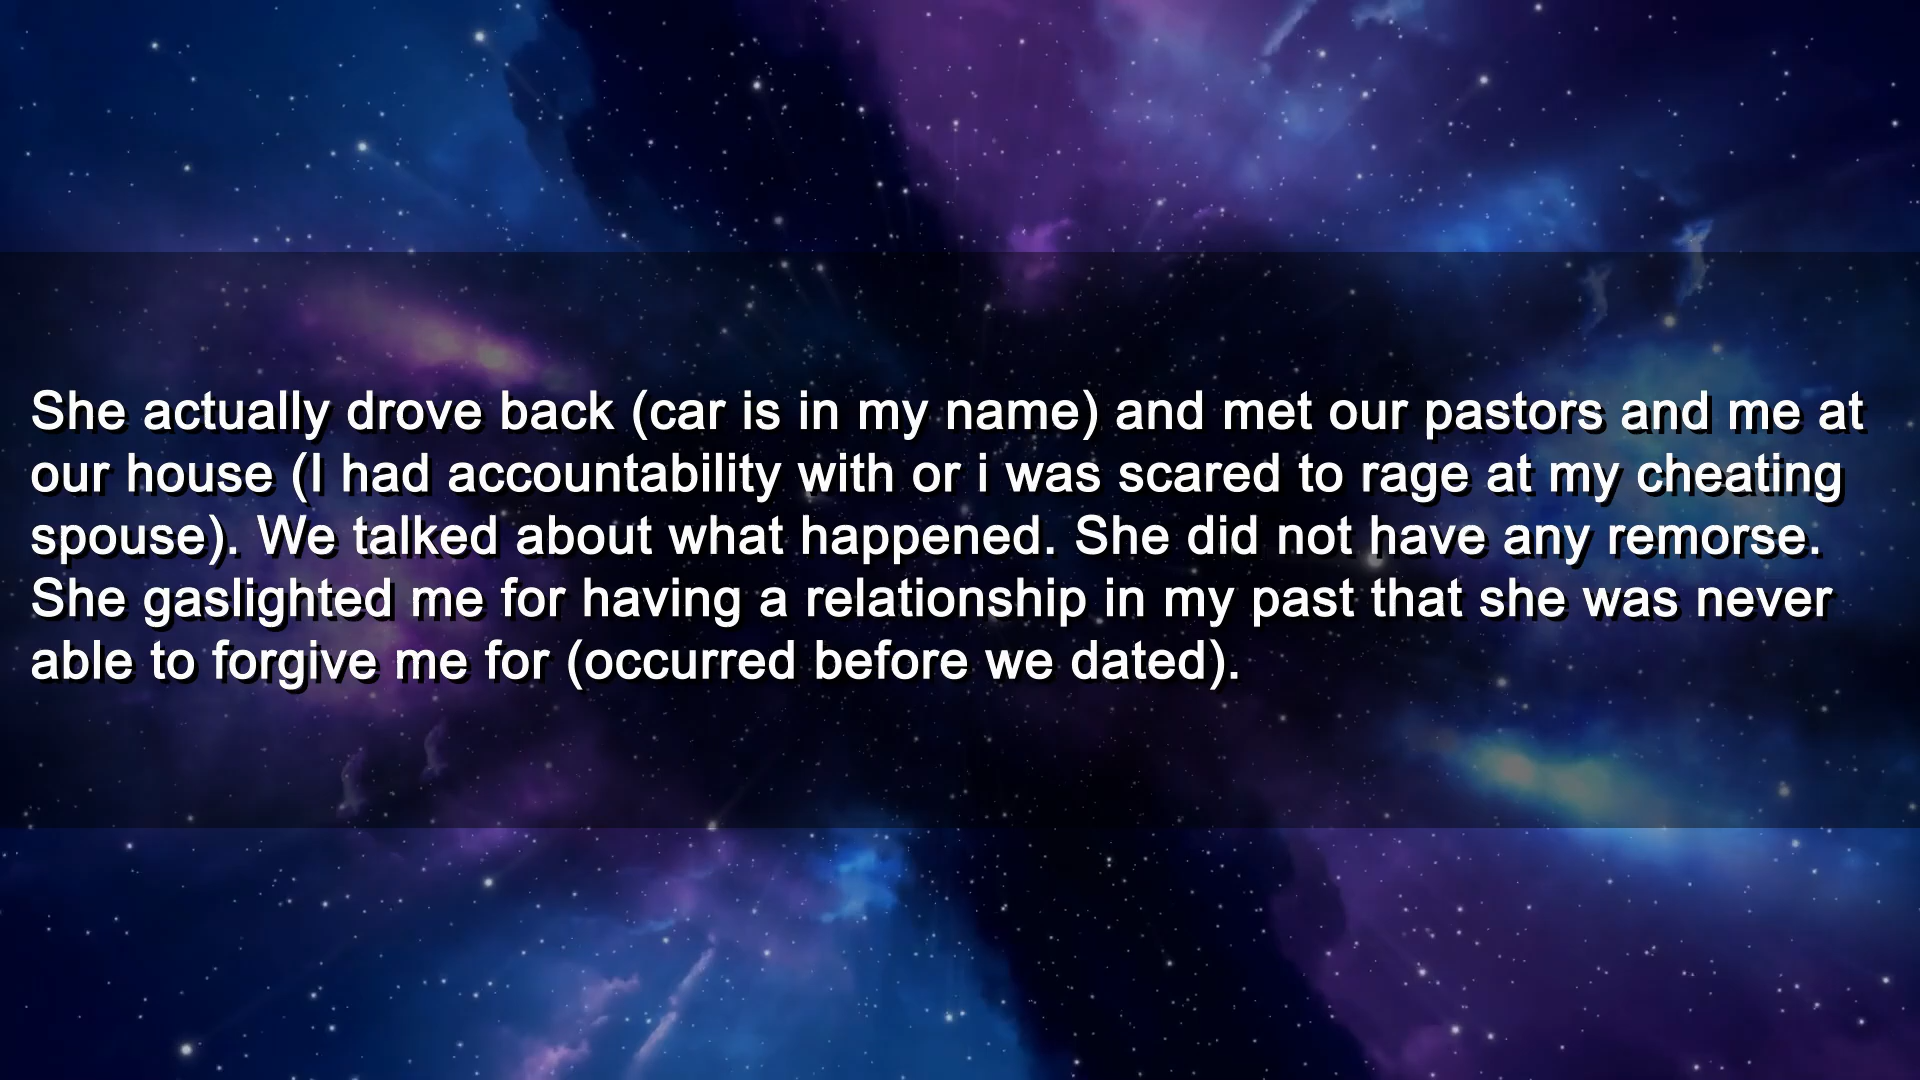 She actually drove back (car is in my name) and met our pastors and me at
our house (I had accountability with or i was scared to rage at my cheating
spouse). We talked about what happened. She did not have any remorse.
She gaslighted me for having a relationship in my past that she was never
able to forgive me for (occurred before we dated).